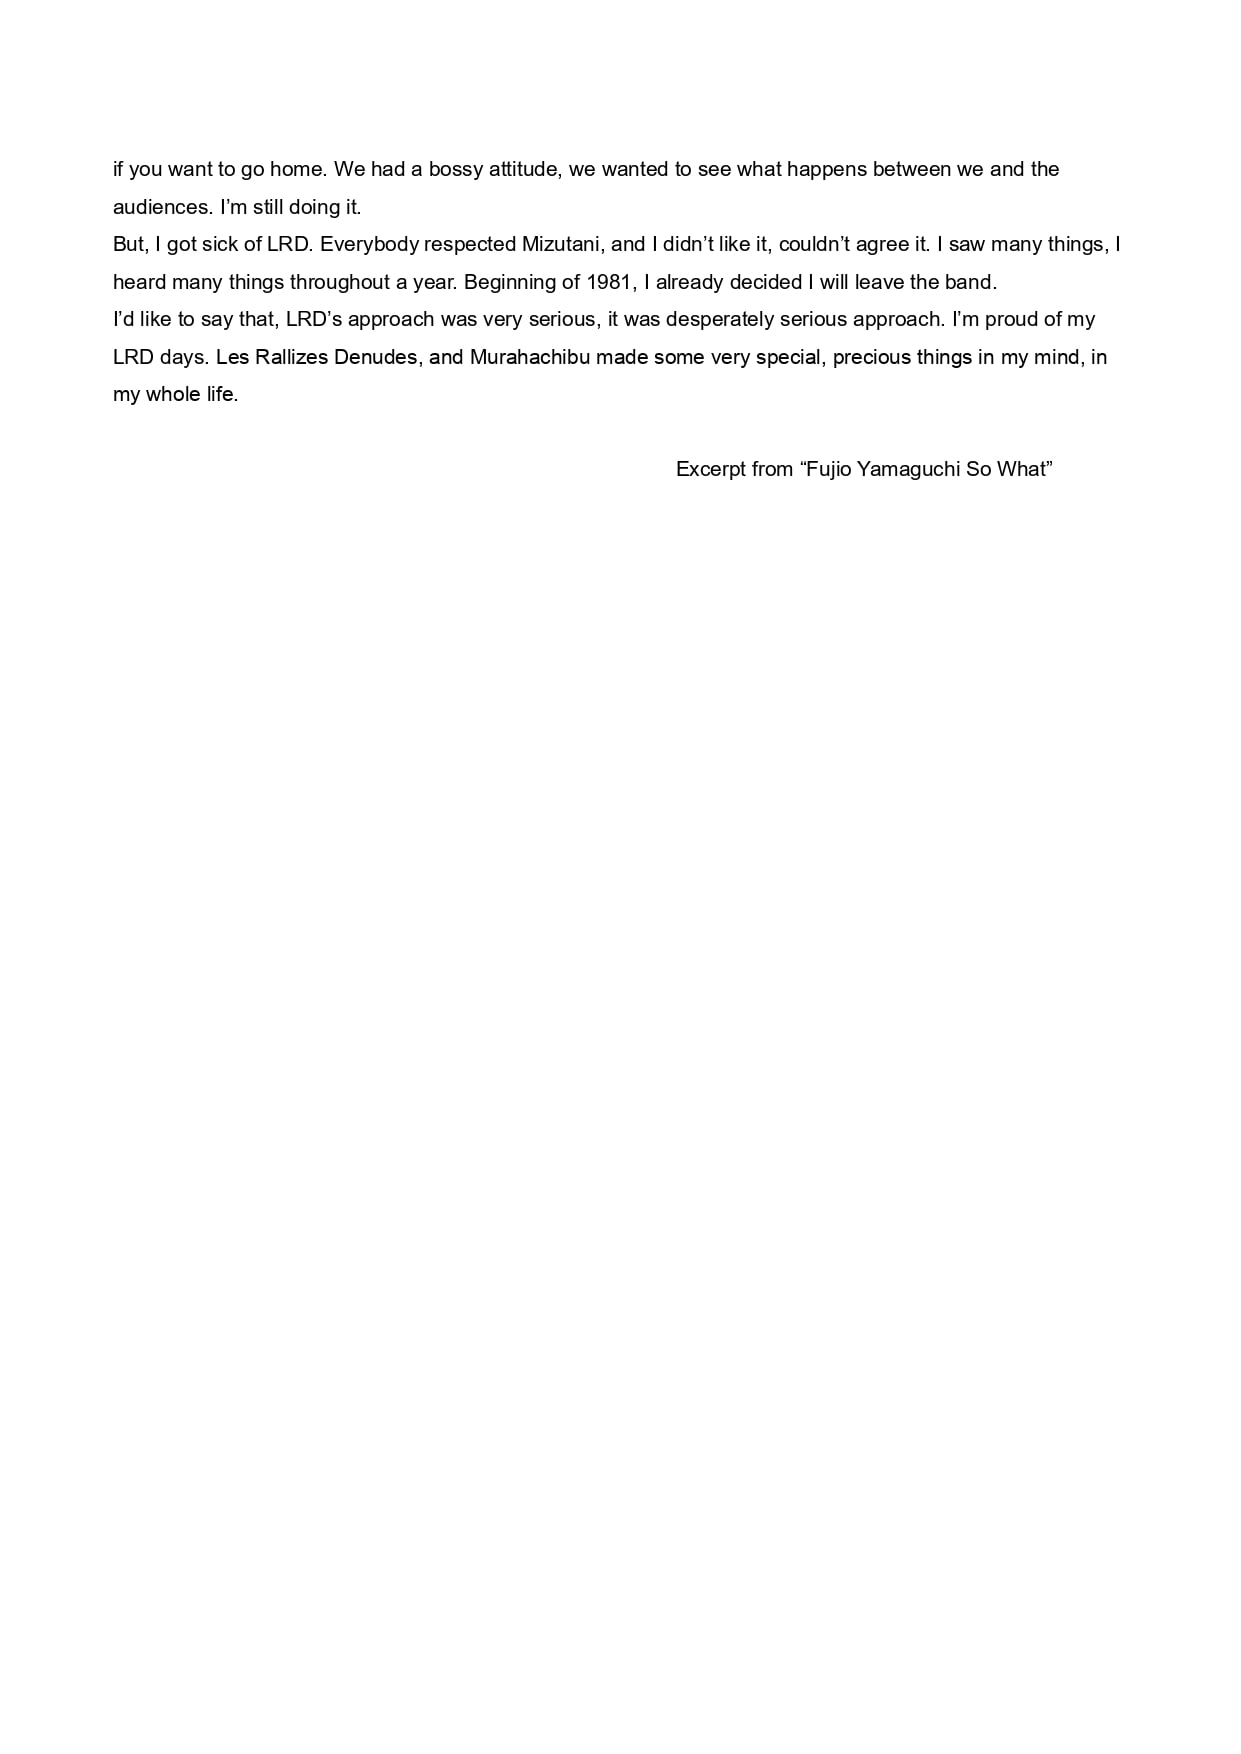 if you want to go home. We had a bossy attitude, we wanted to see what happens between we and the
audiences. I’m still doing it.
But, I got sick of LRD. Everybody respected Mizutani, and I didn’t like it, couldn’t agree it. I saw many things, I
heard many things throughout a year. Beginning of 1981, I already decided I will leave the band.
I’d like to say that, LRD’s approach was very serious, it was desperately serious approach. I’m proud of my
LRD days. Les Rallizes Denudes, and Murahachibu made some very special, precious things in my mind, in
my whole life.
Excerpt from “Fujio Yamaguchi So What”